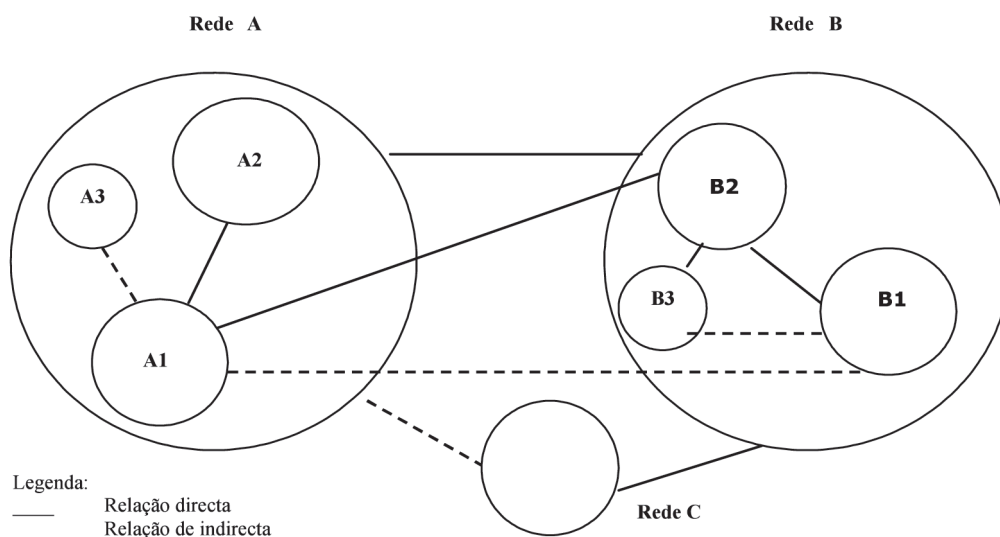 Rede A
Rede B
A2
A3
B2
B3
B1
A1
Legenda:
Relação directa
Rede C
Relação de indirecta